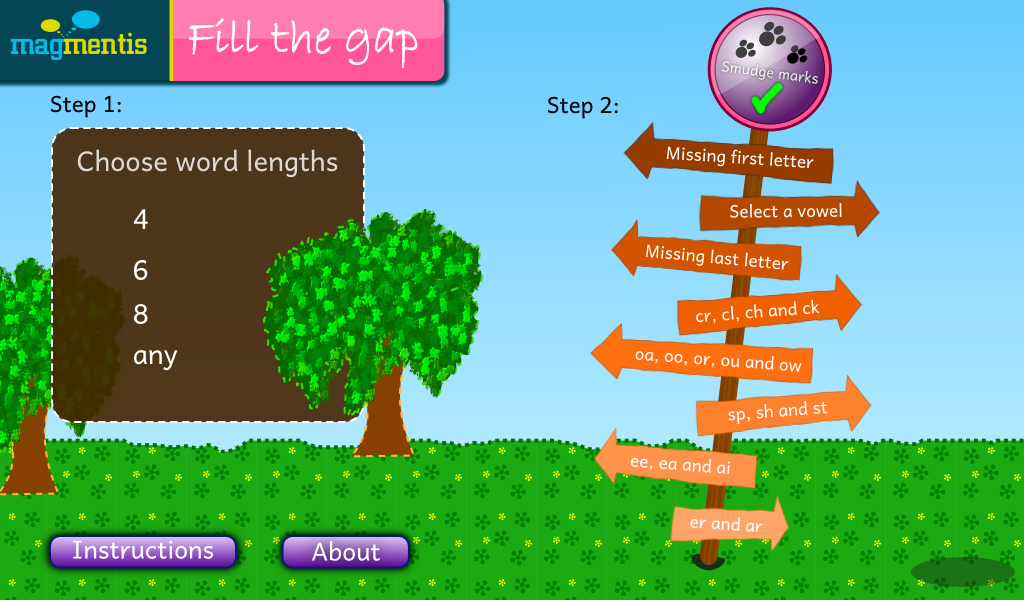 magmentis
Fill the gap
Step 1:
Choose word lengths
4
6
8
any
Instructions
About
Step 2:
Smudge marks
Missing first letter
Select a vowel
Missing last letter
cr, cl, ch and ck
oa, oo, or, ou and ow
sp, sh and st
ee, ea and ai
er and ar